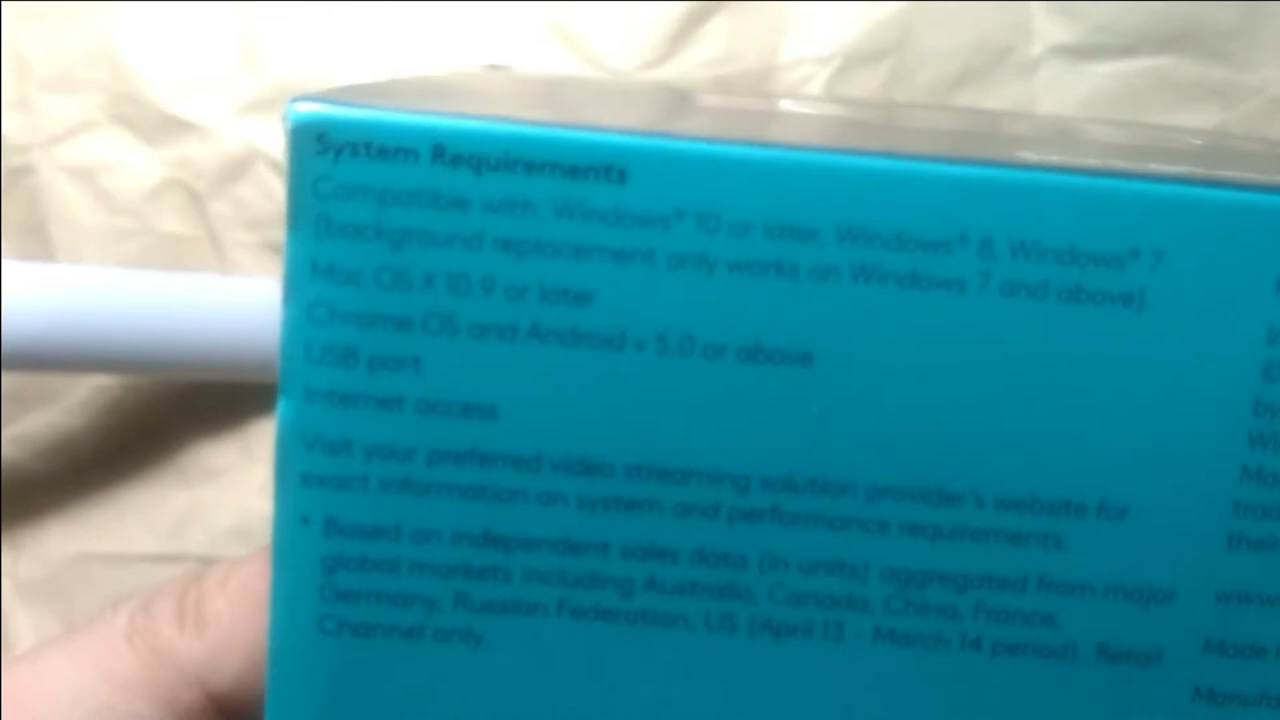 System Requirements
Compatible with: Windows® 10 or later, Windows® 8, Windows® 7
(background replacement only works on Windows 7 and above)
Mac OS X 10.9 or later
Chrome OS and Android v 5.0 or above
USB port
Internet access
Visit your preferred video streaming solution provider's website for
exact information on system and performance requirements.
* Based on independent sales data (in units) aggregated from major
global markets including Australia, Canada, China, France,
Germany, Russian Federation, US (April 13 - March 14 period). Retail
Channel only.
by
www
Made